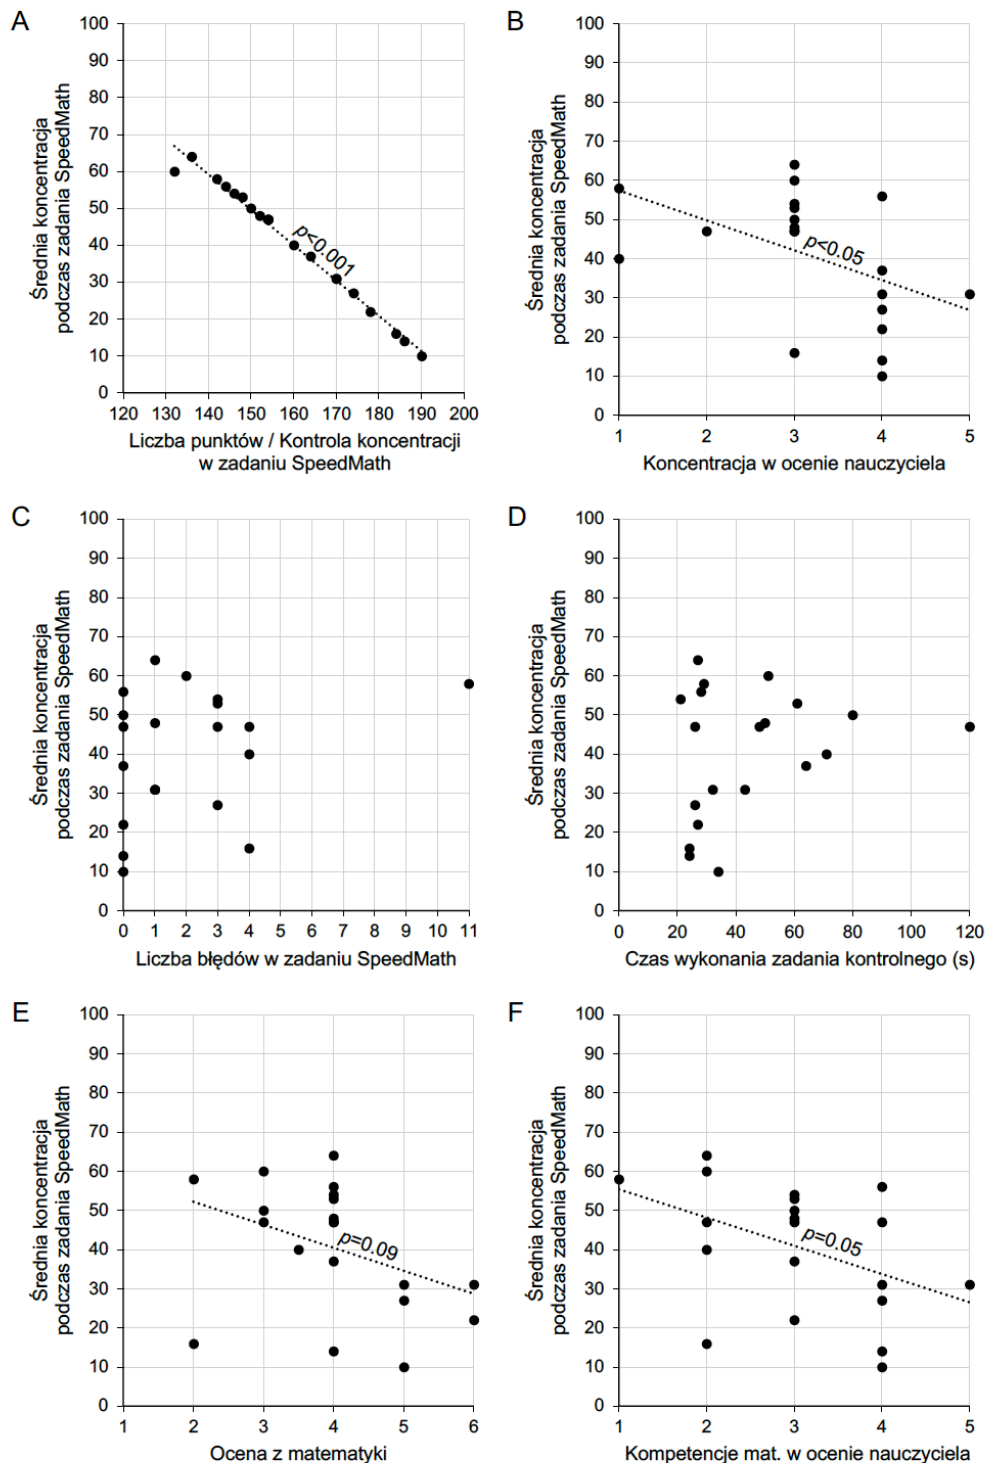 A
Średnia koncentracja
podczas zadania SpeedMath
100
90
80
70
60
50
40
30
20
10
0
p<0.001
120 130 140 150 160 170 180 190 200
Liczba punktów / Kontrola koncentracji
w zadaniu SpeedMath
B
Średnia koncentracja
podczas zadania SpeedMath
100
90
80
70
60
50
40
30
20
10
0
p<0.05
1 2 3 4 5
Koncentracja w ocenie nauczyciela
C
Średnia koncentracja
podczas zadania SpeedMath
100
90
80
70
60
50
40
30
20
10
0
0 1 2 3 4 5 6 7 8 9 10 11
Liczba błędów w zadaniu SpeedMath
D
Średnia koncentracja
podczas zadania SpeedMath
100
90
80
70
60
50
40
30
20
10
0
0 20 40 60 80 100 120
Czas wykonania zadania kontrolnego (s)
E
Średnia koncentracja
podczas zadania SpeedMath
100
90
80
70
60
50
40
30
20
10
0
p=0.09
1 2 3 4 5 6
Ocena z matematyki
F
Średnia koncentracja
podczas zadania SpeedMath
100
90
80
70
60
50
40
30
20
10
0
p=0.05
1 2 3 4 5
Kompetencje mat. w ocenie nauczyciela